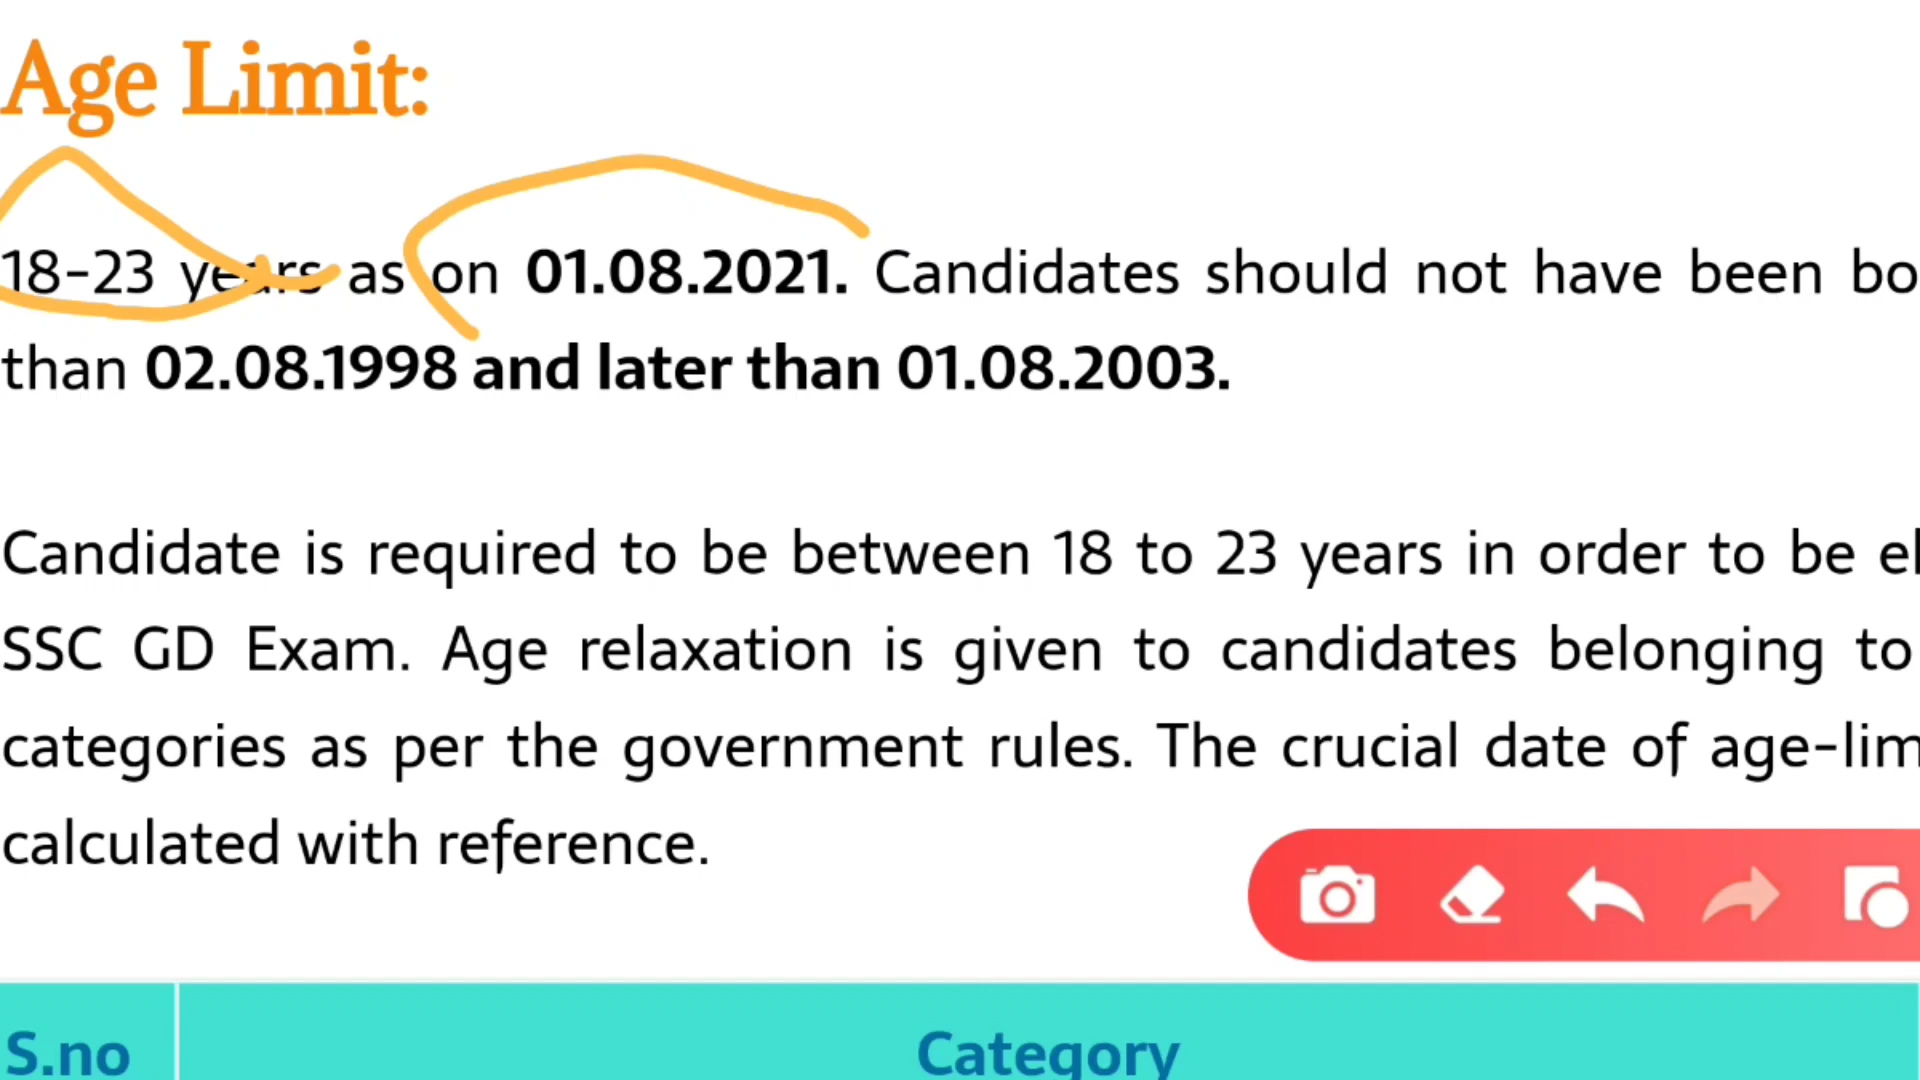 Age Limit:
18-23 years as on 01.08.2021. Candidates should not have been bo
than 02.08.1998 and later than 01.08.2003.
Candidate is required to be between 18 to 23 years in order to be el
SSC GD Exam. Age relaxation is given to candidates belonging to
categories as per the government rules. The crucial date of age-lim
calculated with reference.
S.no Category